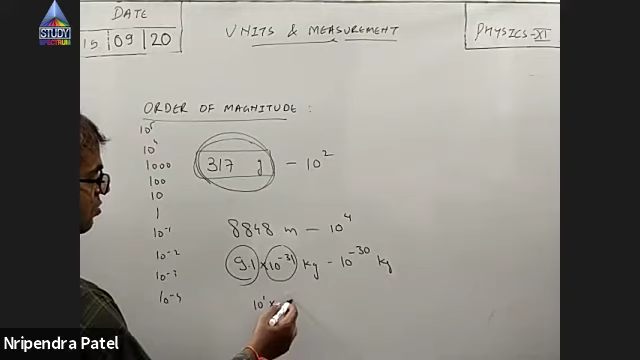 STUDY
SPECTRUM
DATE
15 | 09 | 20
UNITS & MEASUREMENT
PHYSICS-XI
ORDER OF MAGNITUDE :
10⁵
10⁴
1000
100
10
1
10⁻¹
10⁻²
10⁻³
10⁻⁴
317 g - 10²
8848 m - 10⁴
9.1 × 10⁻³¹ kg - 10⁻³⁰ kg
10¹ ×
Nripendra Patel